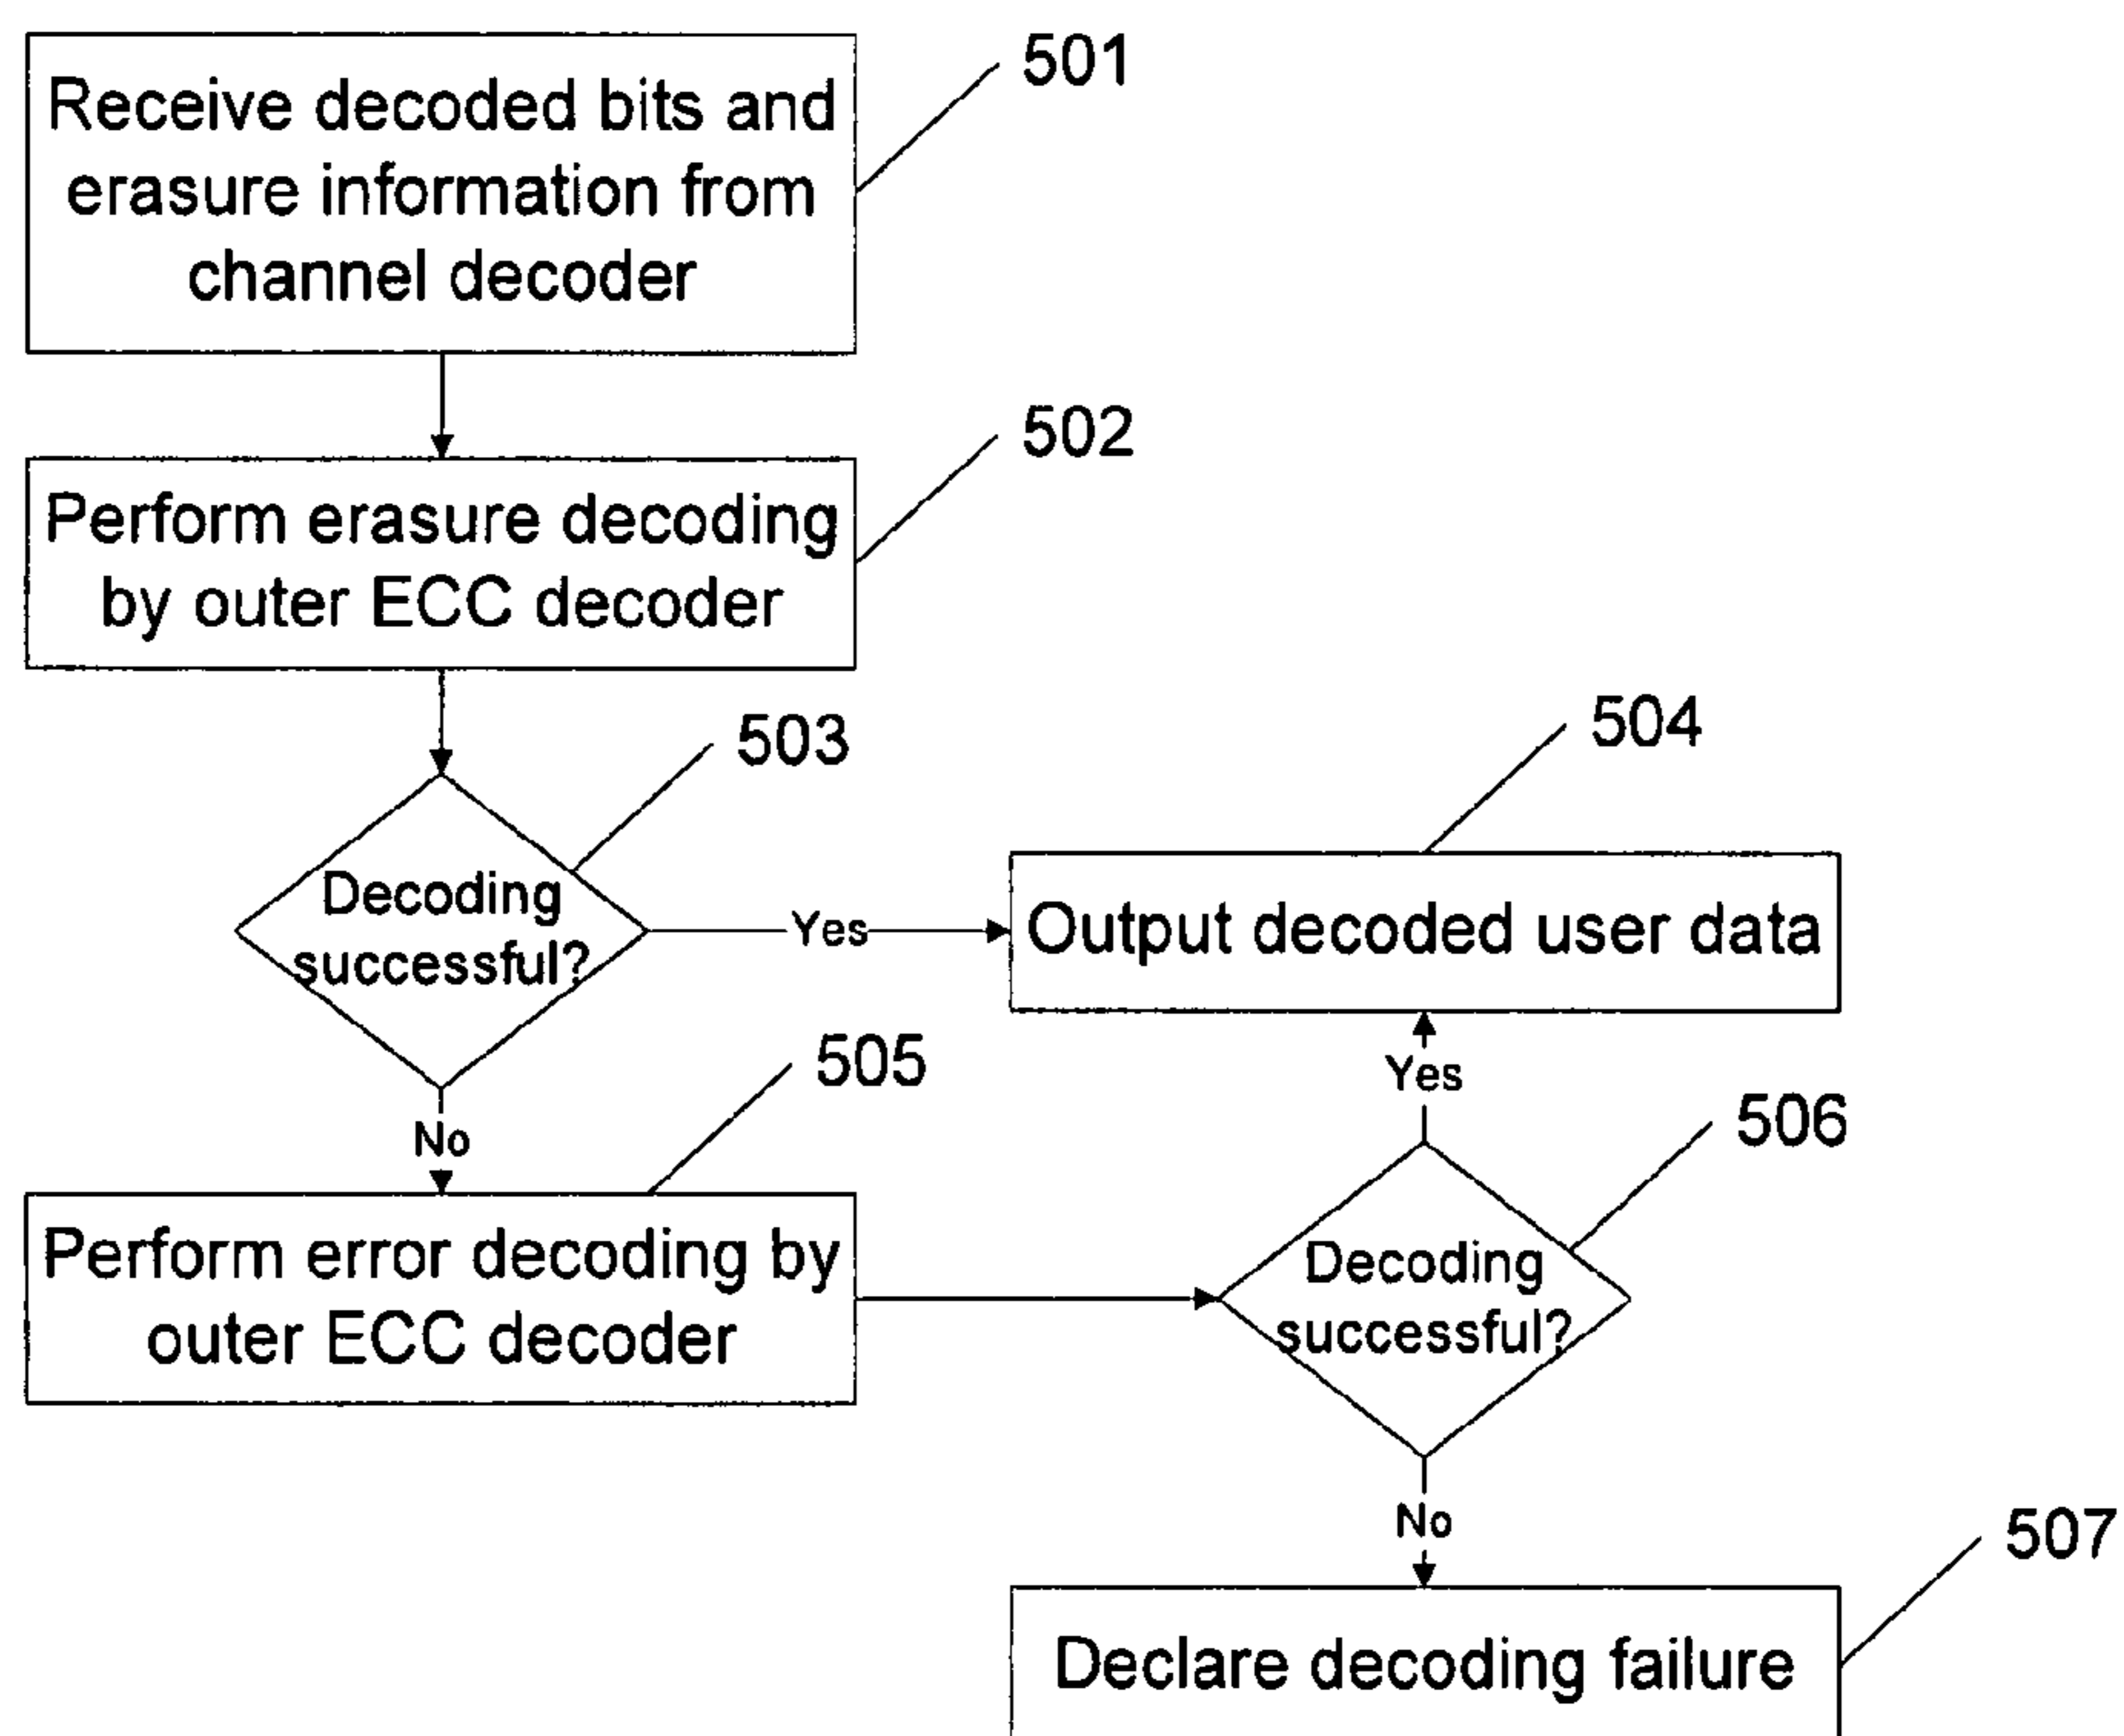 501
Receive decoded bits and
erasure information from
channel decoder
502
Perform erasure decoding
by outer ECC decoder
503
Decoding
successful?
Yes
504
Output decoded user data
No
505
Perform error decoding by
outer ECC decoder
Yes
506
Decoding
successful?
No
507
Declare decoding failure